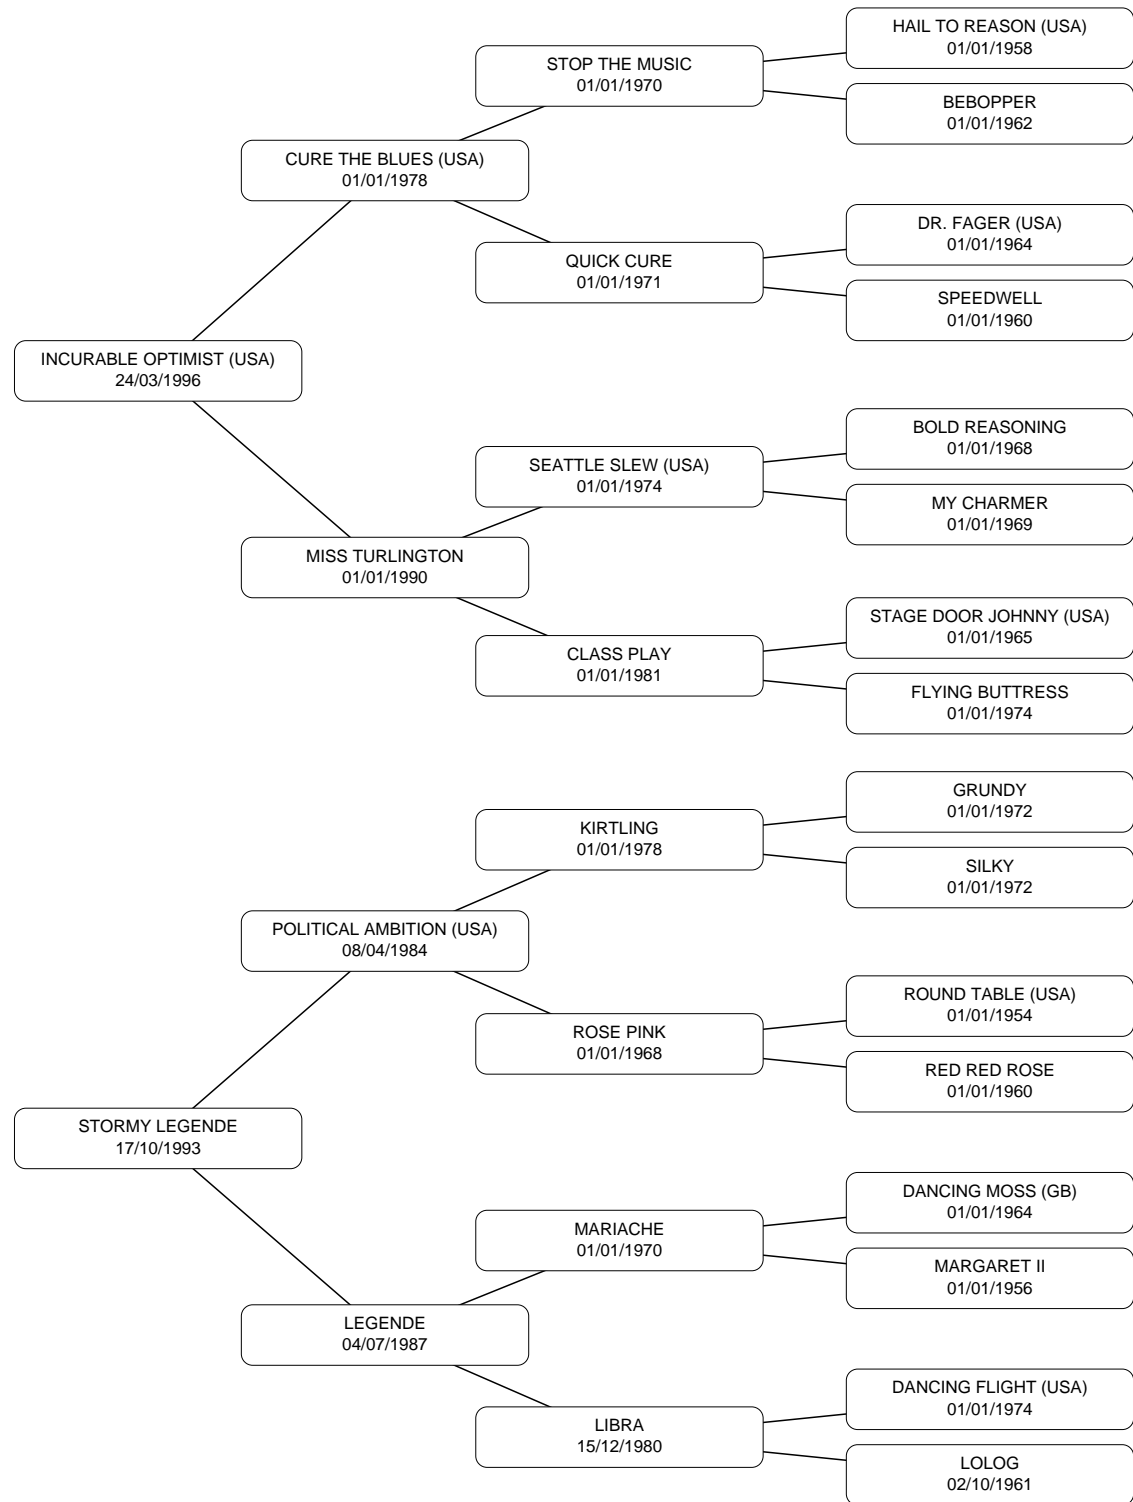 HAIL TO REASON (USA)
01/01/1958
STOP THE MUSIC
01/01/1970
BEBOPPER
01/01/1962
CURE THE BLUES (USA)
01/01/1978
DR. FAGER (USA)
01/01/1964
QUICK CURE
01/01/1971
SPEEDWELL
01/01/1960
INCURABLE OPTIMIST (USA)
24/03/1996
BOLD REASONING
01/01/1968
SEATTLE SLEW (USA)
01/01/1974
MY CHARMER
01/01/1969
MISS TURLINGTON
01/01/1990
STAGE DOOR JOHNNY (USA)
01/01/1965
CLASS PLAY
01/01/1981
FLYING BUTTRESS
01/01/1974
GRUNDY
01/01/1972
KIRTLING
01/01/1978
SILKY
01/01/1972
POLITICAL AMBITION (USA)
08/04/1984
ROUND TABLE (USA)
01/01/1954
ROSE PINK
01/01/1968
RED RED ROSE
01/01/1960
STORMY LEGENDE
17/10/1993
DANCING MOSS (GB)
01/01/1964
MARIACHE
01/01/1970
MARGARET II
01/01/1956
LEGENDE
04/07/1987
DANCING FLIGHT (USA)
01/01/1974
LIBRA
15/12/1980
LOLOG
02/10/1961